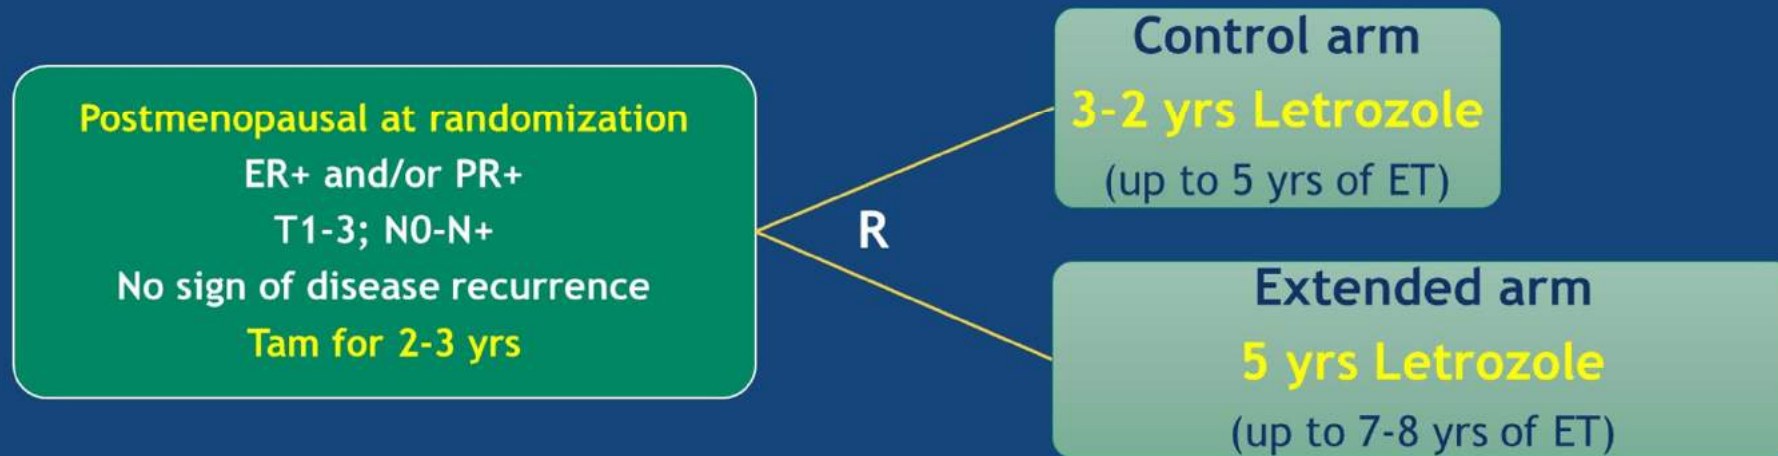 Postmenopausal at randomization
ER+ and/or PR+
T1-3; N0-N+
No sign of disease recurrence
Tam for 2-3 yrs
R
Control arm
3-2 yrs Letrozole
(up to 5 yrs of ET)
Extended arm
5 yrs Letrozole
(up to 7-8 yrs of ET)